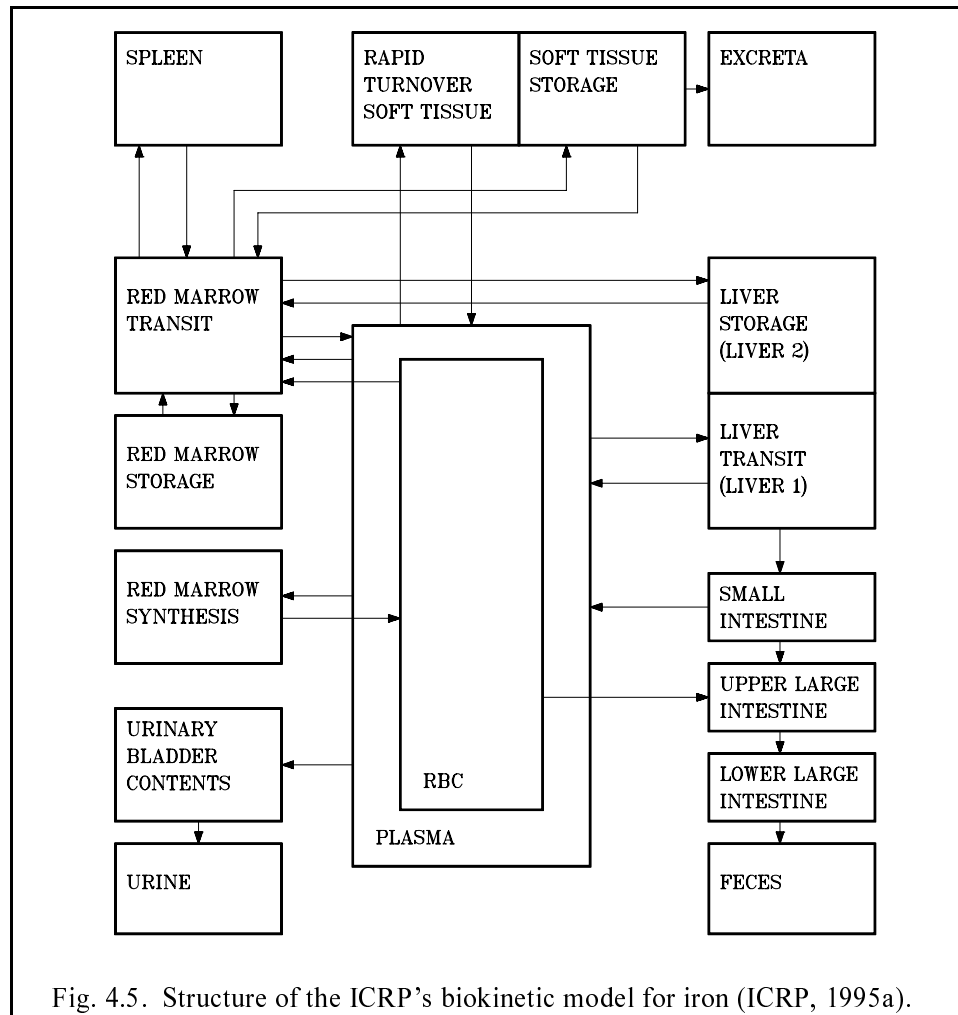 SPLEEN
RAPID
TURNOVER
SOFT TISSUE
SOFT TISSUE
STORAGE
EXCRETA
RED MARROW
TRANSIT
LIVER
STORAGE
(LIVER 2)
RED MARROW
STORAGE
LIVER
TRANSIT
(LIVER 1)
RED MARROW
SYNTHESIS
SMALL
INTESTINE
UPPER LARGE
INTESTINE
URINARY
BLADDER
CONTENTS
RBC
LOWER LARGE
INTESTINE
PLASMA
URINE
FECES
Fig. 4.5. Structure of the ICRP's biokinetic model for iron (ICRP, 1995a).